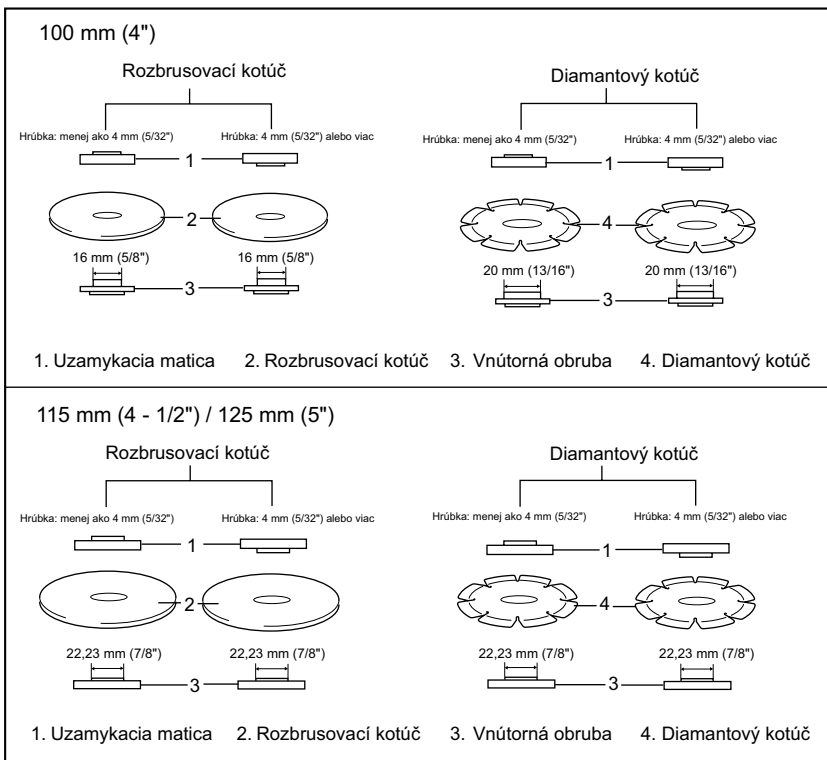 100 mm (4")
Rozbrusovací kotúč
Diamantový kotúč
Hrúbka: menej ako 4 mm (5/32")
Hrúbka: 4 mm (5/32") alebo viac
Hrúbka: menej ako 4 mm (5/32")
Hrúbka: 4 mm (5/32") alebo viac
1
1
2
4
16 mm (5/8")
16 mm (5/8")
20 mm (13/16")
20 mm (13/16")
3
3
1. Uzamykacia matica 2. Rozbrusovací kotúč 3. Vnútorná obruba 4. Diamantový kotúč
115 mm (4 - 1/2") / 125 mm (5")
Rozbrusovací kotúč
Diamantový kotúč
Hrúbka: menej ako 4 mm (5/32")
Hrúbka: 4 mm (5/32") alebo viac
Hrúbka: menej ako 4 mm (5/32")
Hrúbka: 4 mm (5/32") alebo viac
1
1
2
4
22,23 mm (7/8")
22,23 mm (7/8")
22,23 mm (7/8")
22,23 mm (7/8")
3
3
1. Uzamykacia matica 2. Rozbrusovací kotúč 3. Vnútorná obruba 4. Diamantový kotúč